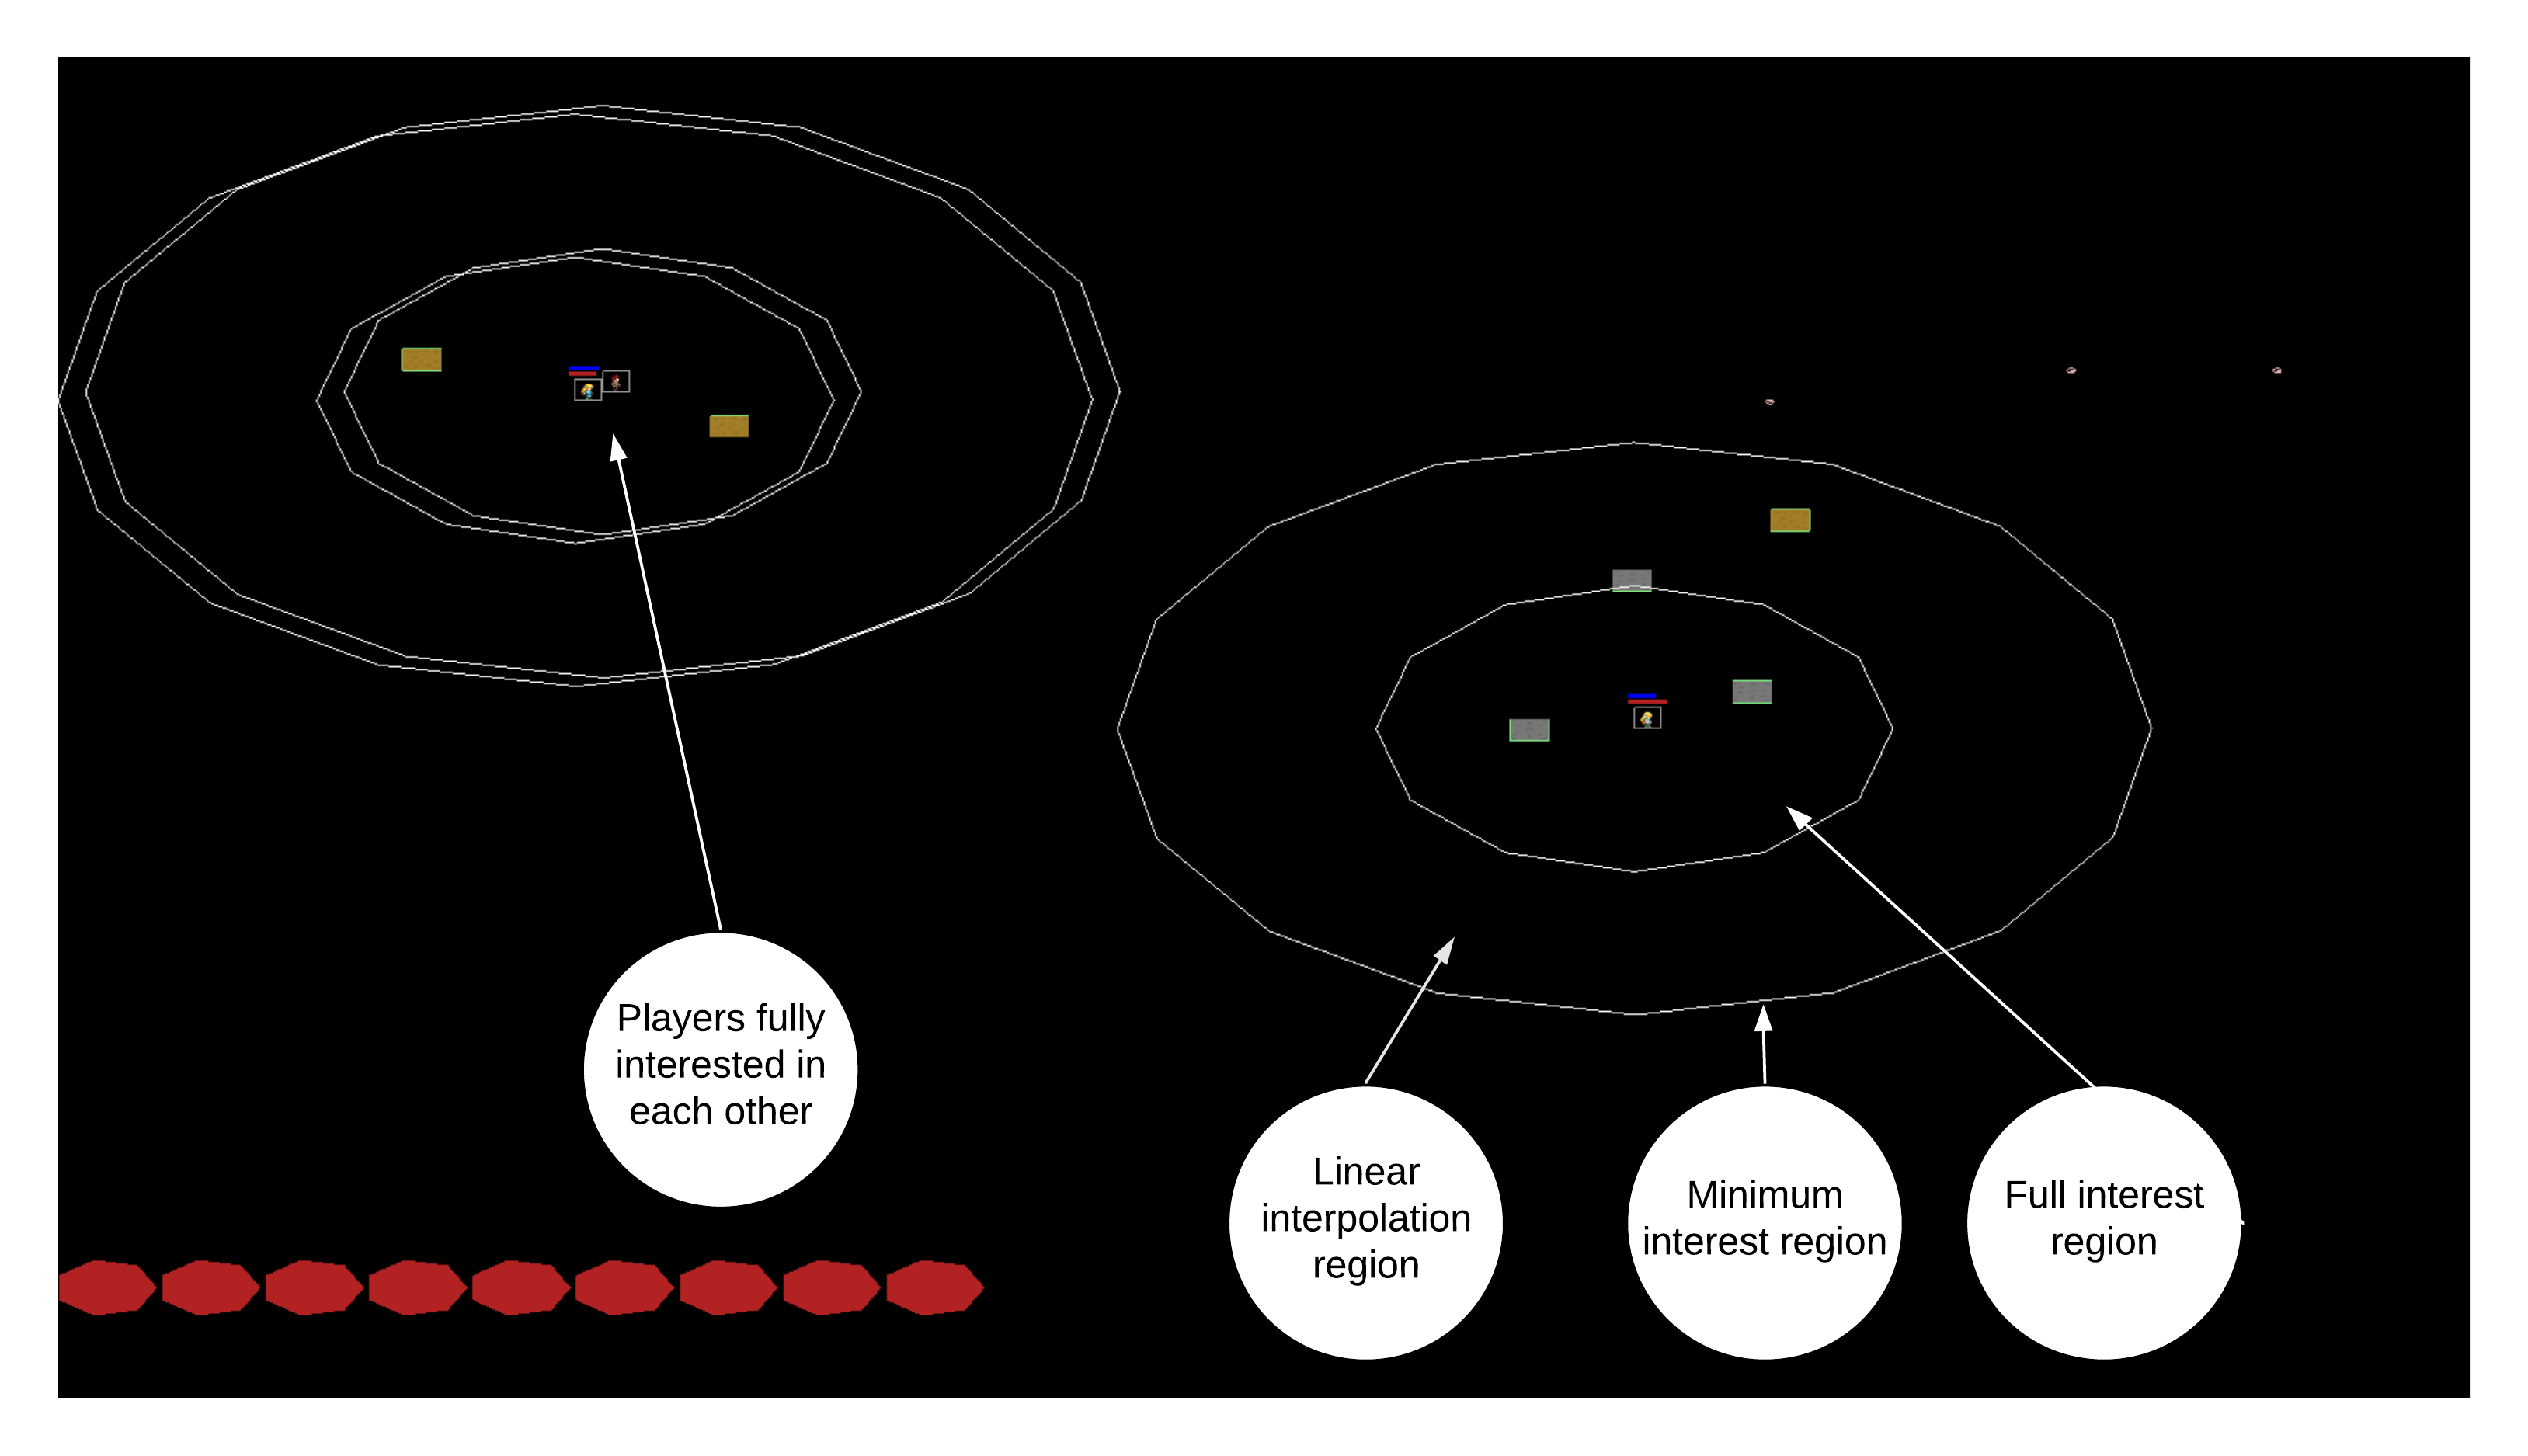 Players fully
interested in
each other
Linear
interpolation
region
Minimum
interest region
Full interest
region